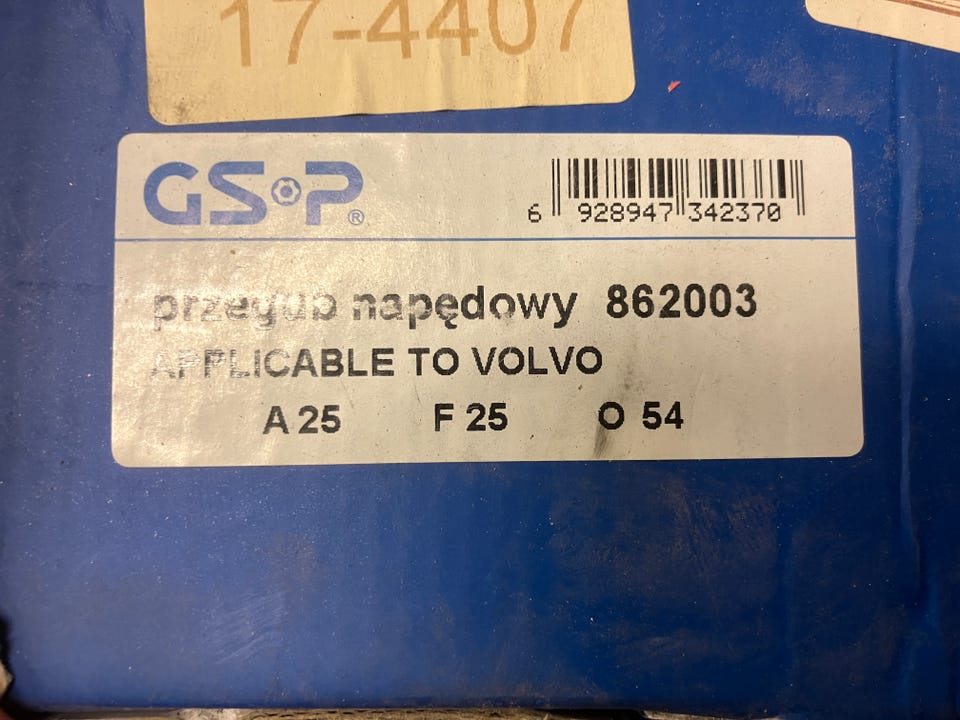 17-4407
GSP®
6 928947 342370
przegub napędowy 862003
APPLICABLE TO VOLVO
A 25 F 25 O 54